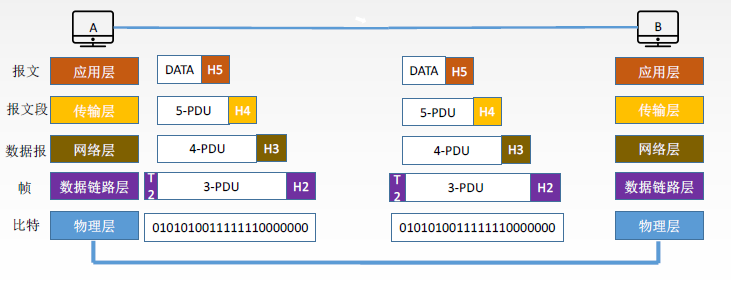 A B
报文 应用层 DATA H5 DATA H5 应用层
报文段 传输层 5-PDU H4 5-PDU H4 传输层
数据报 网络层 4-PDU H3 4-PDU H3 网络层
帧 数据链路层 T2 3-PDU H2 T2 3-PDU H2 数据链路层
比特 物理层 0101010011111110000000 0101010011111110000000 物理层